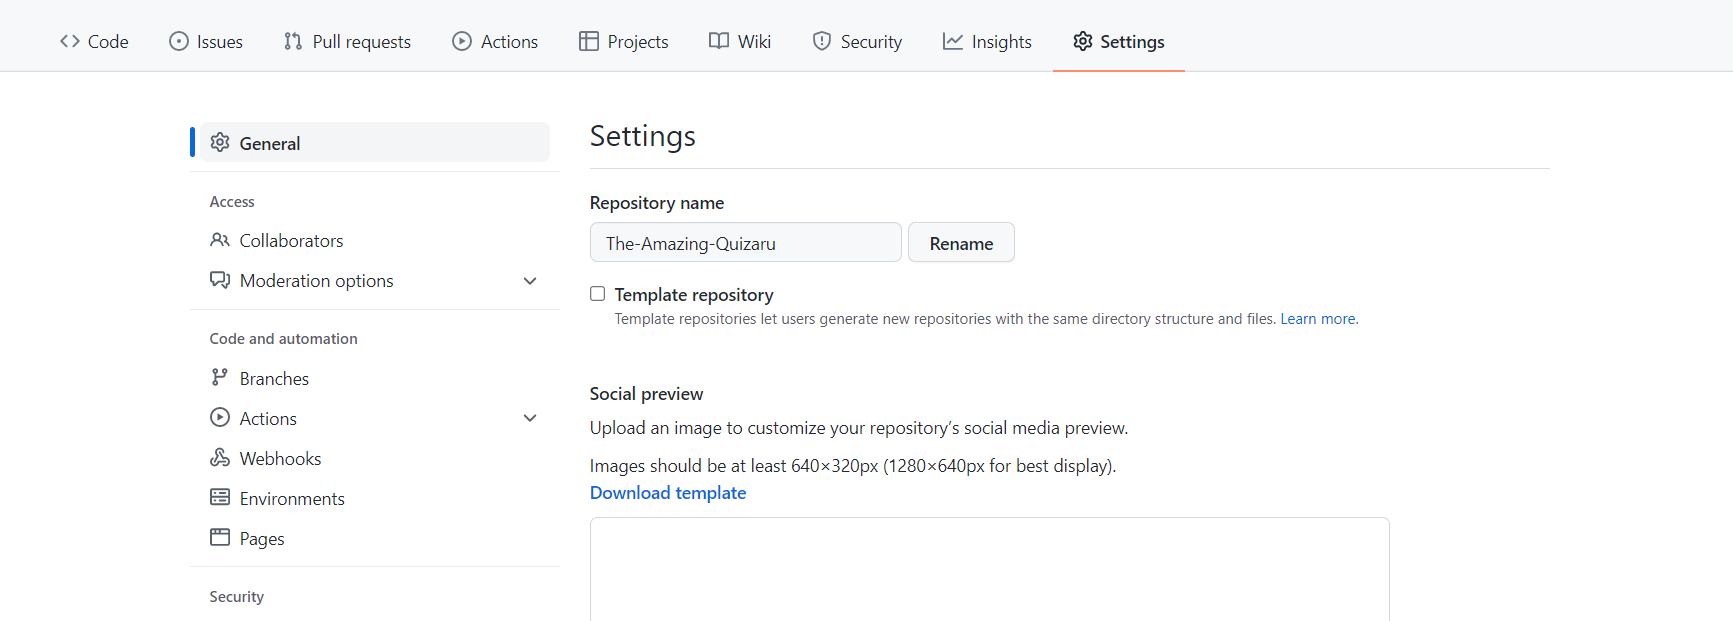 Code Issues Pull requests Actions Projects Wiki Security Insights Settings
General
Access
Collaborators
Moderation options
Code and automation
Branches
Actions
Webhooks
Environments
Pages
Security
Settings
Repository name
The-Amazing-Quizaru Rename
Template repository
Template repositories let users generate new repositories with the same directory structure and files. Learn more.
Social preview
Upload an image to customize your repository’s social media preview.
Images should be at least 640×320px (1280×640px for best display).
Download template